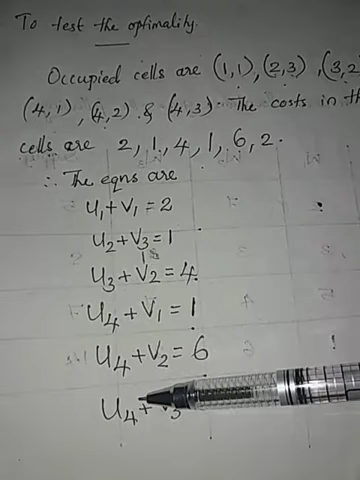 To test the optimality.
Occupied cells are (1,1), (2,3), (3,2
(4,1), (4,2) & (4,3). The costs in th
cells are 2, 1, 4, 1, 6, 2.
∴ The eqns are
U₁+V₁ = 2
U₂+V₃ = 1
U₃+V₂ = 4
U₄+V₁ = 1
U₄+V₂ = 6
U₄+V₃